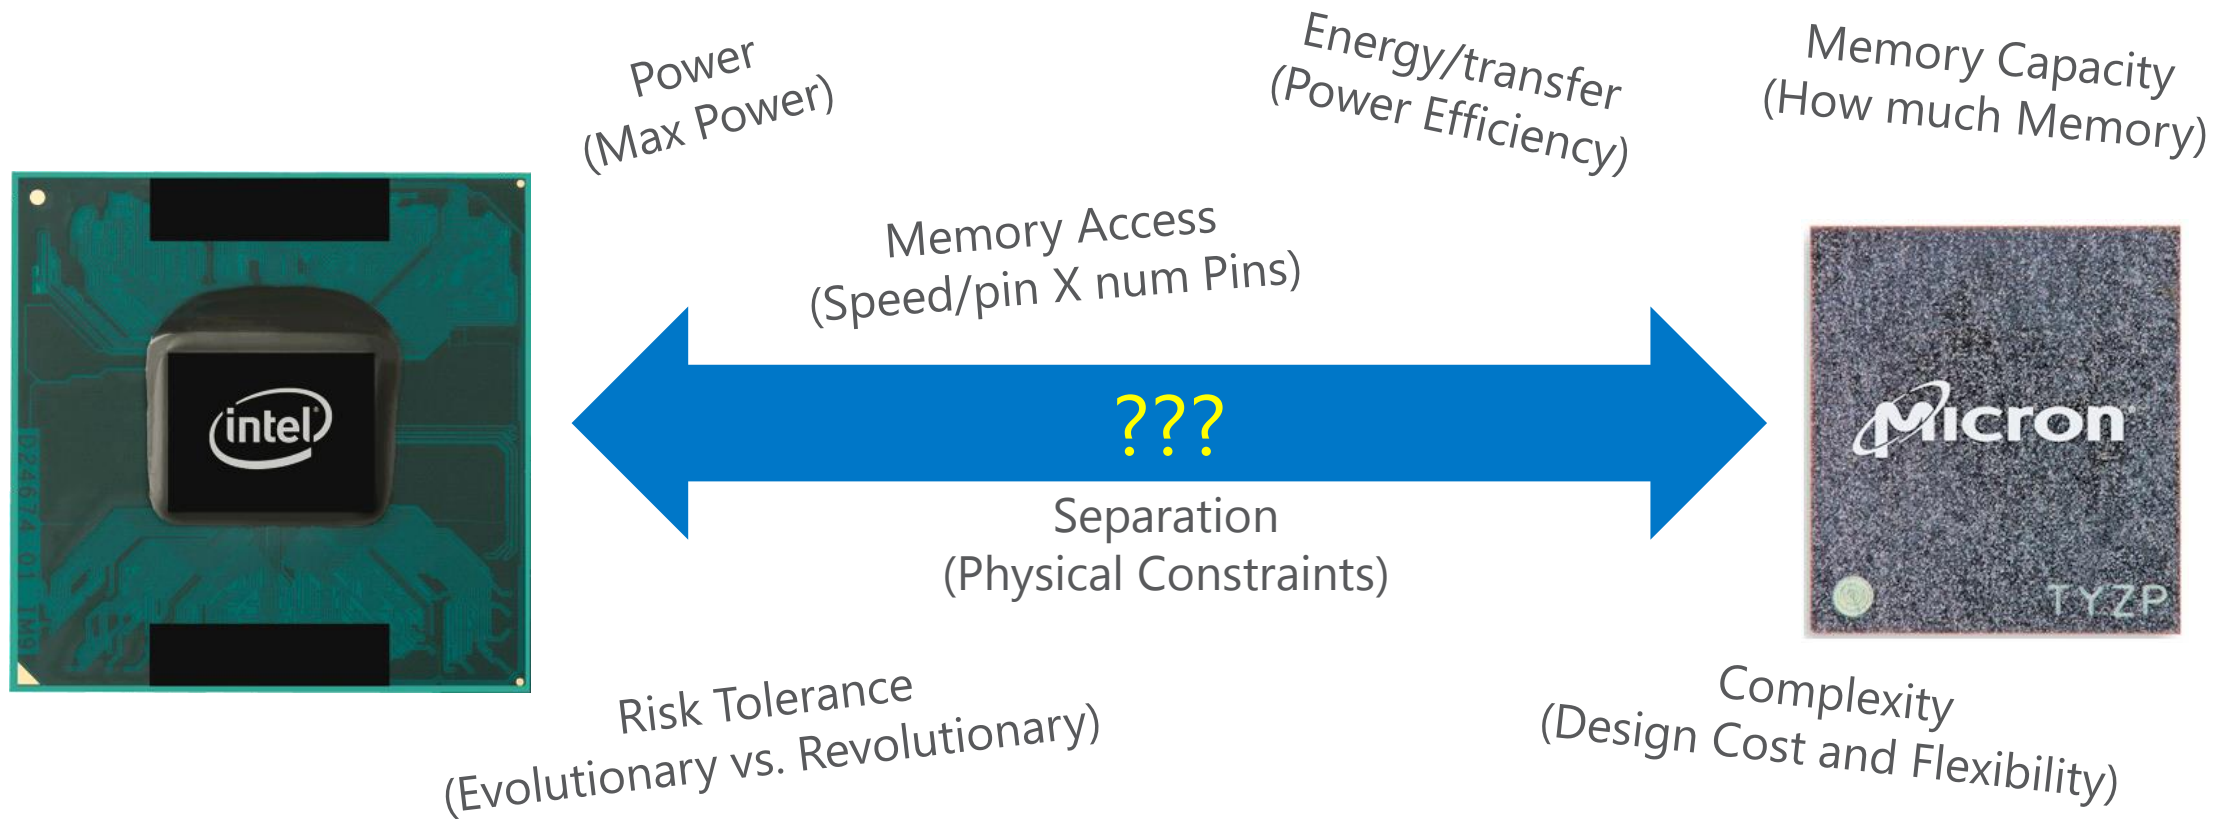 Power
(Max Power)
Energy/transfer
(Power Efficiency)
Memory Capacity
(How much Memory)
Memory Access
(Speed/pin X num Pins)
intel
???
Micron
Separation
(Physical Constraints)
TYZP
Risk Tolerance
(Evolutionary vs. Revolutionary)
Complexity
(Design Cost and Flexibility)